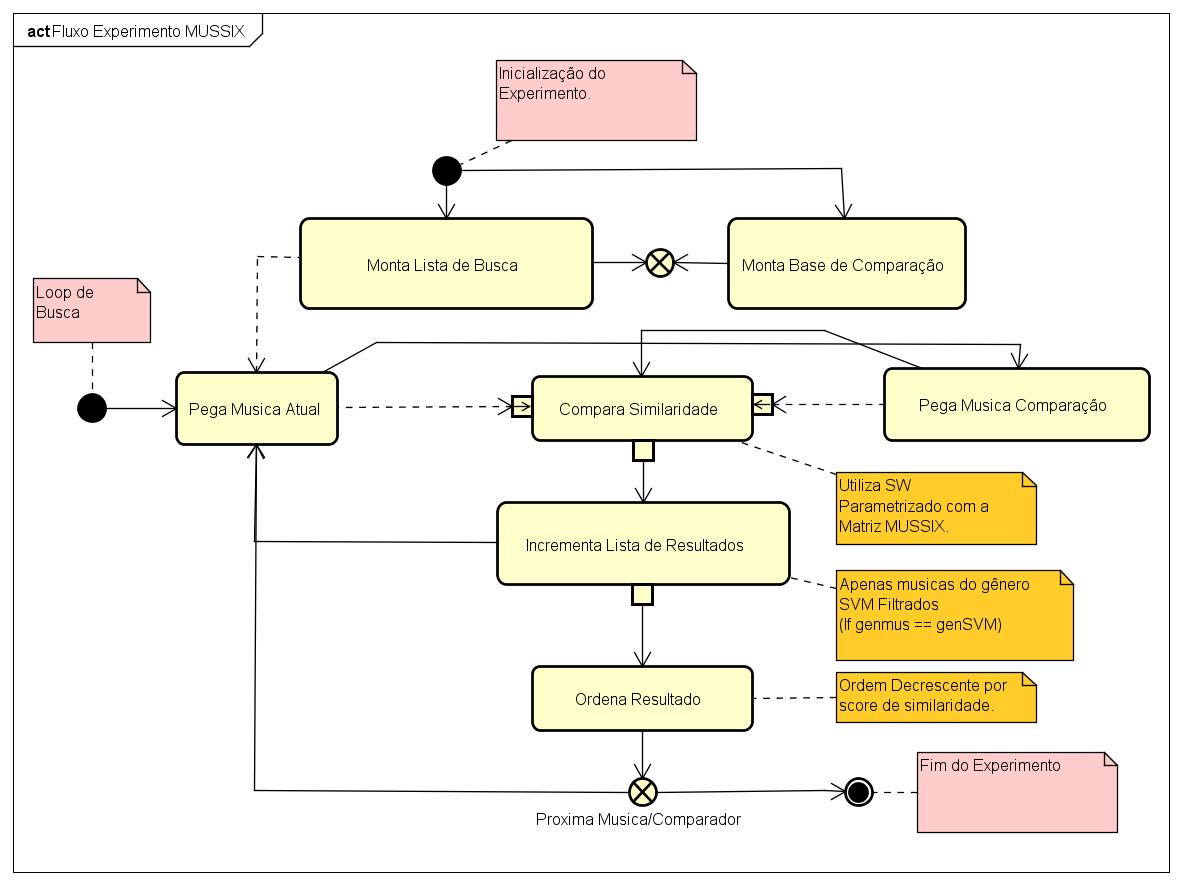 act Fluxo Experimento MUSSIX
Inicialização do
Experimento.
Monta Lista de Busca
Monta Base de Comparação
Loop de
Busca
Pega Musica Atual
Compara Similaridade
Pega Musica Comparação
Utiliza SW
Parametrizado com a
Matriz MUSSIX.
Incrementa Lista de Resultados
Apenas musicas do gênero
SVM Filtrados
(If genmus == genSVM)
Ordena Resultado
Ordem Decrescente por
score de similaridade.
Fim do Experimento
Proxima Musica/Comparador